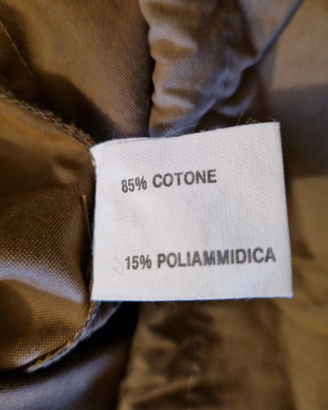 85% COTONE
15% POLIAMMIDICA